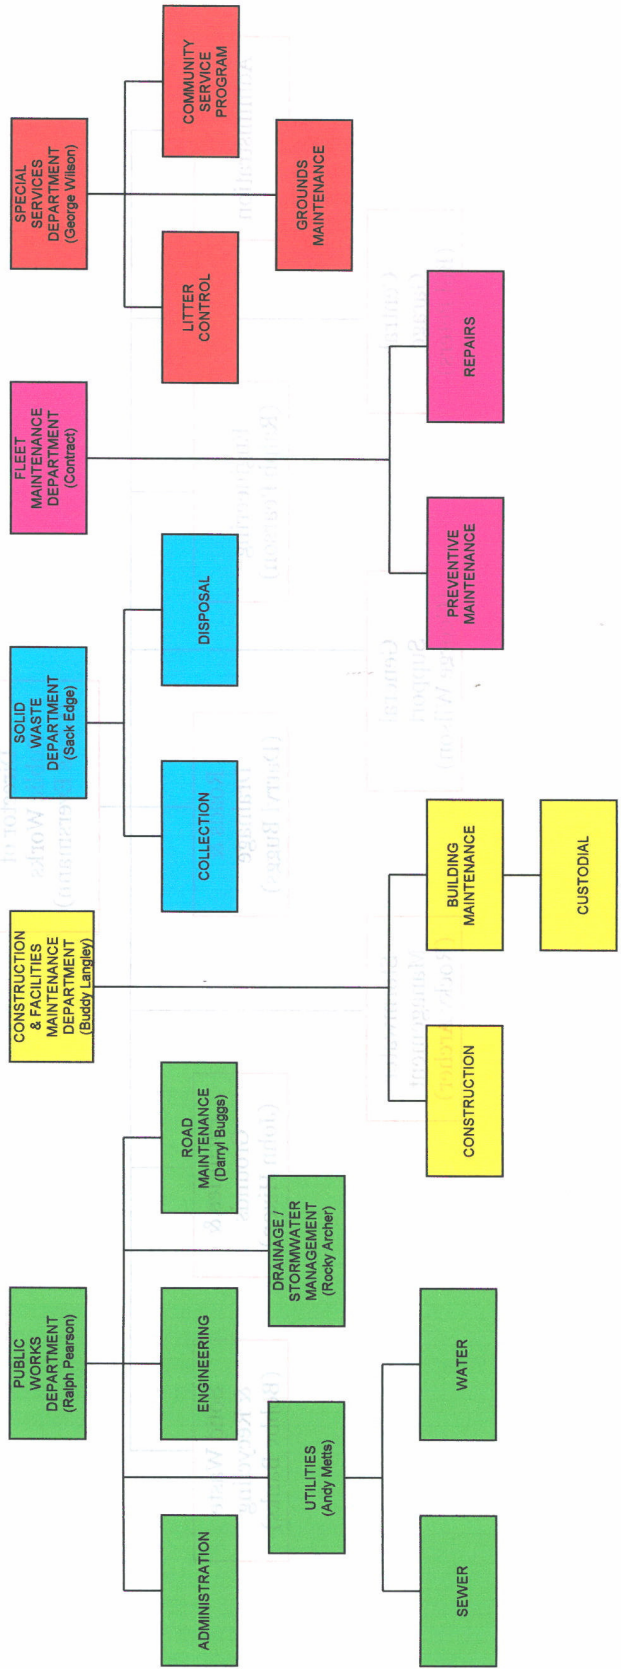 PUBLIC
WORKS
DEPARTMENT
(Ralph Pearson)
ADMINISTRATION
ENGINEERING
ROAD
MAINTENANCE
(Darryl Buggs)
UTILITIES
(Andy Metts)
DRAINAGE /
STORMWATER
MANAGEMENT
(Rocky Archer)
SEWER
WATER
CONSTRUCTION
& FACILITIES
MAINTENANCE
DEPARTMENT
(Buddy Langley)
CONSTRUCTION
BUILDING
MAINTENANCE
CUSTODIAL
SOLID
WASTE
DEPARTMENT
(Sack Edge)
COLLECTION
DISPOSAL
FLEET
MAINTENANCE
DEPARTMENT
(Contract)
PREVENTIVE
MAINTENANCE
REPAIRS
SPECIAL
SERVICES
DEPARTMENT
(George Wilson)
LITTER
CONTROL
COMMUNITY
SERVICE
PROGRAM
GROUNDS
MAINTENANCE